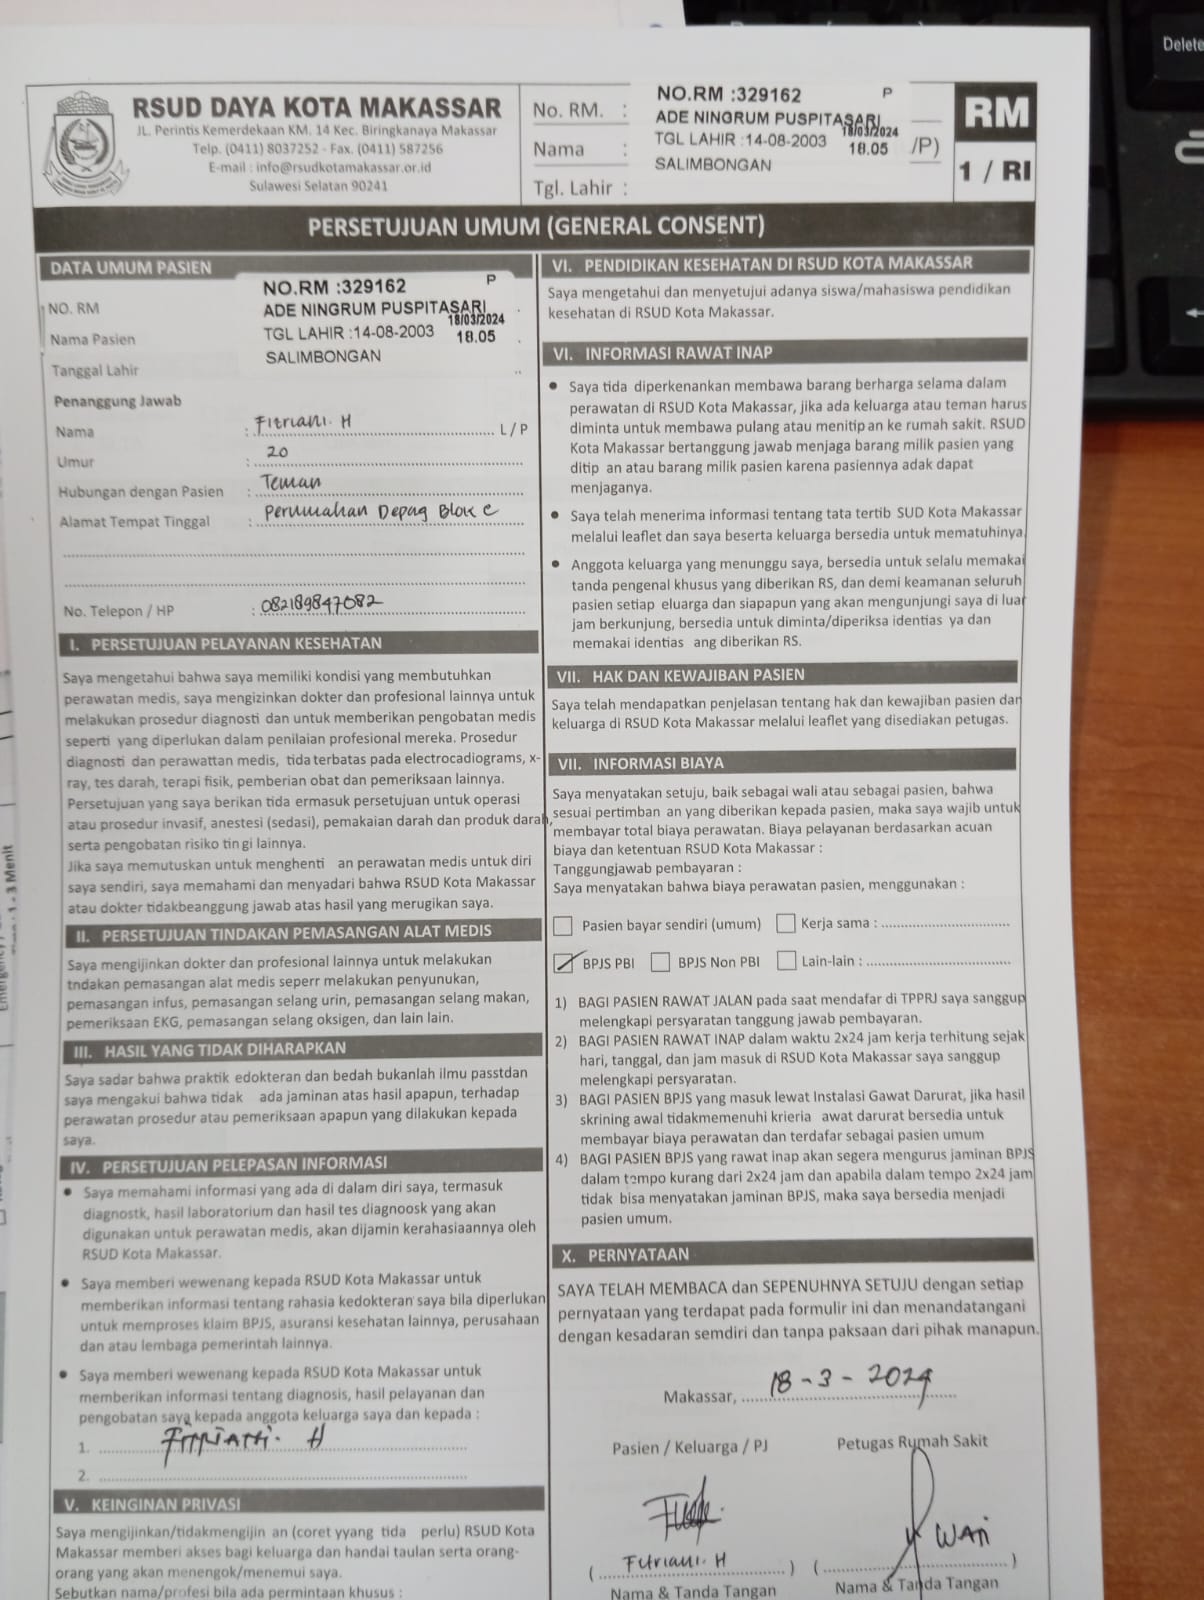 RSUD DAYA KOTA MAKASSAR
JL. Perintis Kemerdekaan KM. 14 Kec. Biringkanaya Makassar
Telp. (0411) 8037252 - Fax. (0411) 587256
E-mail : info@rsudkotamakassar.or.id
Sulawesi Selatan 90241
No. RM. :
Nama :
Tgl. Lahir :
NO.RM :329162 P
ADE NINGRUM PUSPITASARI
18/03/2024
TGL LAHIR :14-08-2003 18.05
SALIMBONGAN
/P)
RM
1 / RI
PERSETUJUAN UMUM (GENERAL CONSENT)
DATA UMUM PASIEN
NO. RM
Nama Pasien
Tanggal Lahir
NO.RM :329162 P
ADE NINGRUM PUSPITASARI
18/03/2024
TGL LAHIR :14-08-2003 18.05
SALIMBONGAN
Penanggung Jawab
Nama : Fitriani. H L / P
Umur : 20
Hubungan dengan Pasien : Teman
Alamat Tempat Tinggal : Perumahan Depag Blok C
No. Telepon / HP : 082189847082
I. PERSETUJUAN PELAYANAN KESEHATAN
Saya mengetahui bahwa saya memiliki kondisi yang membutuhkan
perawatan medis, saya mengizinkan dokter dan profesional lainnya untuk
melakukan prosedur diagnosti dan untuk memberikan pengobatan medis
seperti yang diperlukan dalam penilaian profesional mereka. Prosedur
diagnosti dan perawattan medis, tida terbatas pada electrocadiograms, x-
ray, tes darah, terapi fisik, pemberian obat dan pemeriksaan lainnya.
Persetujuan yang saya berikan tida ermasuk persetujuan untuk operasi
atau prosedur invasif, anestesi (sedasi), pemakaian darah dan produk darah,
serta pengobatan risiko tin gi lainnya.
Jika saya memutuskan untuk menghenti an perawatan medis untuk diri
saya sendiri, saya memahami dan menyadari bahwa RSUD Kota Makassar
atau dokter tidakbeanggung jawab atas hasil yang merugikan saya.
II. PERSETUJUAN TINDAKAN PEMASANGAN ALAT MEDIS
Saya mengijinkan dokter dan profesional lainnya untuk melakukan
tndakan pemasangan alat medis seperr melakukan penyunukan,
pemasangan infus, pemasangan selang urin, pemasangan selang makan,
pemeriksaan EKG, pemasangan selang oksigen, dan lain lain.
III. HASIL YANG TIDAK DIHARAPKAN
Saya sadar bahwa praktik edokteran dan bedah bukanlah ilmu passtdan
saya mengakui bahwa tidak ada jaminan atas hasil apapun, terhadap
perawatan prosedur atau pemeriksaan apapun yang dilakukan kepada
saya.
IV. PERSETUJUAN PELEPASAN INFORMASI
• Saya memahami informasi yang ada di dalam diri saya, termasuk
diagnostk, hasil laboratorium dan hasil tes diagnoosk yang akan
digunakan untuk perawatan medis, akan dijamin kerahasiaannya oleh
RSUD Kota Makassar.
• Saya memberi wewenang kepada RSUD Kota Makassar untuk
memberikan informasi tentang rahasia kedokteran saya bila diperlukan
untuk memproses klaim BPJS, asuransi kesehatan lainnya, perusahaan
dan atau lembaga pemerintah lainnya.
• Saya memberi wewenang kepada RSUD Kota Makassar untuk
memberikan informasi tentang diagnosis, hasil pelayanan dan
pengobatan saya kepada anggota keluarga saya dan kepada :
1. FITRIANI. H
2.
V. KEINGINAN PRIVASI
Saya mengijinkan/tidakmengijin an (coret yyang tida perlu) RSUD Kota
Makassar memberi akses bagi keluarga dan handai taulan serta orang-
orang yang akan menengok/menemui saya.
Sebutkan nama/profesi bila ada permintaan khusus :
VI. PENDIDIKAN KESEHATAN DI RSUD KOTA MAKASSAR
Saya mengetahui dan menyetujui adanya siswa/mahasiswa pendidikan
kesehatan di RSUD Kota Makassar.
VI. INFORMASI RAWAT INAP
• Saya tida diperkenankan membawa barang berharga selama dalam
perawatan di RSUD Kota Makassar, jika ada keluarga atau teman harus
diminta untuk membawa pulang atau menitip an ke rumah sakit. RSUD
Kota Makassar bertanggung jawab menjaga barang milik pasien yang
ditip an atau barang milik pasien karena pasiennya adak dapat
menjaganya.
• Saya telah menerima informasi tentang tata tertib SUD Kota Makassar
melalui leaflet dan saya beserta keluarga bersedia untuk mematuhinya
• Anggota keluarga yang menunggu saya, bersedia untuk selalu memakai
tanda pengenal khusus yang diberikan RS, dan demi keamanan seluruh
pasien setiap eluarga dan siapapun yang akan mengunjungi saya di luar
jam berkunjung, bersedia untuk diminta/diperiksa identias ya dan
memakai identias ang diberikan RS.
VII. HAK DAN KEWAJIBAN PASIEN
Saya telah mendapatkan penjelasan tentang hak dan kewajiban pasien dan
keluarga di RSUD Kota Makassar melalui leaflet yang disediakan petugas.
VII. INFORMASI BIAYA
Saya menyatakan setuju, baik sebagai wali atau sebagai pasien, bahwa
sesuai pertimban an yang diberikan kepada pasien, maka saya wajib untuk
membayar total biaya perawatan. Biaya pelayanan berdasarkan acuan
biaya dan ketentuan RSUD Kota Makassar :
Tanggungjawab pembayaran :
Saya menyatakan bahwa biaya perawatan pasien, menggunakan :
Pasien bayar sendiri (umum) Kerja sama :
BPJS PBI BPJS Non PBI Lain-lain :
1) BAGI PASIEN RAWAT JALAN pada saat mendafar di TPPRJ saya sanggup
melengkapi persyaratan tanggung jawab pembayaran.
2) BAGI PASIEN RAWAT INAP dalam waktu 2x24 jam kerja terhitung sejak
hari, tanggal, dan jam masuk di RSUD Kota Makassar saya sanggup
melengkapi persyaratan.
3) BAGI PASIEN BPJS yang masuk lewat Instalasi Gawat Darurat, jika hasil
skrining awal tidakmemenuhi krieria awat darurat bersedia untuk
membayar biaya perawatan dan terdafar sebagai pasien umum
4) BAGI PASIEN BPJS yang rawat inap akan segera mengurus jaminan BPJS
dalam tempo kurang dari 2x24 jam dan apabila dalam tempo 2x24 jam
tidak bisa menyatakan jaminan BPJS, maka saya bersedia menjadi
pasien umum.
X. PERNYATAAN
SAYA TELAH MEMBACA dan SEPENUHNYA SETUJU dengan setiap
pernyataan yang terdapat pada formulir ini dan menandatangani
dengan kesadaran semdiri dan tanpa paksaan dari pihak manapun.
Makassar, 18 - 3 - 2024
Pasien / Keluarga / PJ
Petugas Rumah Sakit
WAN
( Fitriani. H ) ( )
Nama & Tanda Tangan
Nama & Tanda Tangan
Delete
1 - 3 Menit